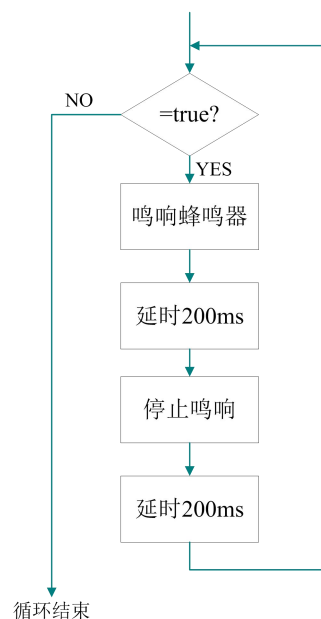 =true?
NO
YES
鸣响蜂鸣器
延时200ms
停止鸣响
延时200ms
循环结束